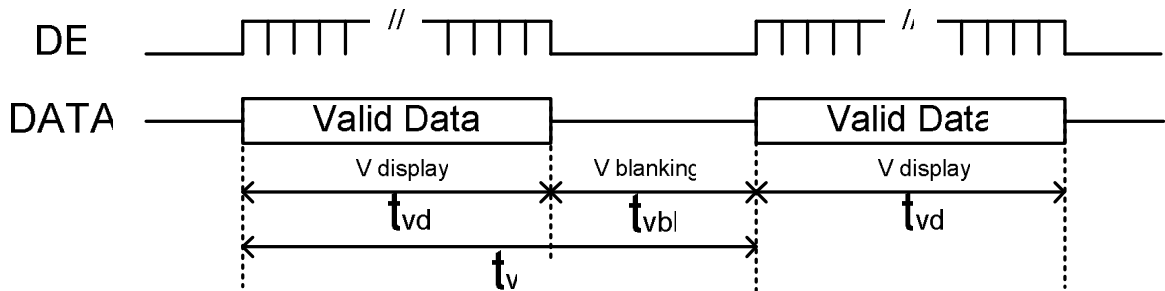 DE // //
DATA Valid Data Valid Data
V display V blanking V display
tvd tvbl tvd
tv